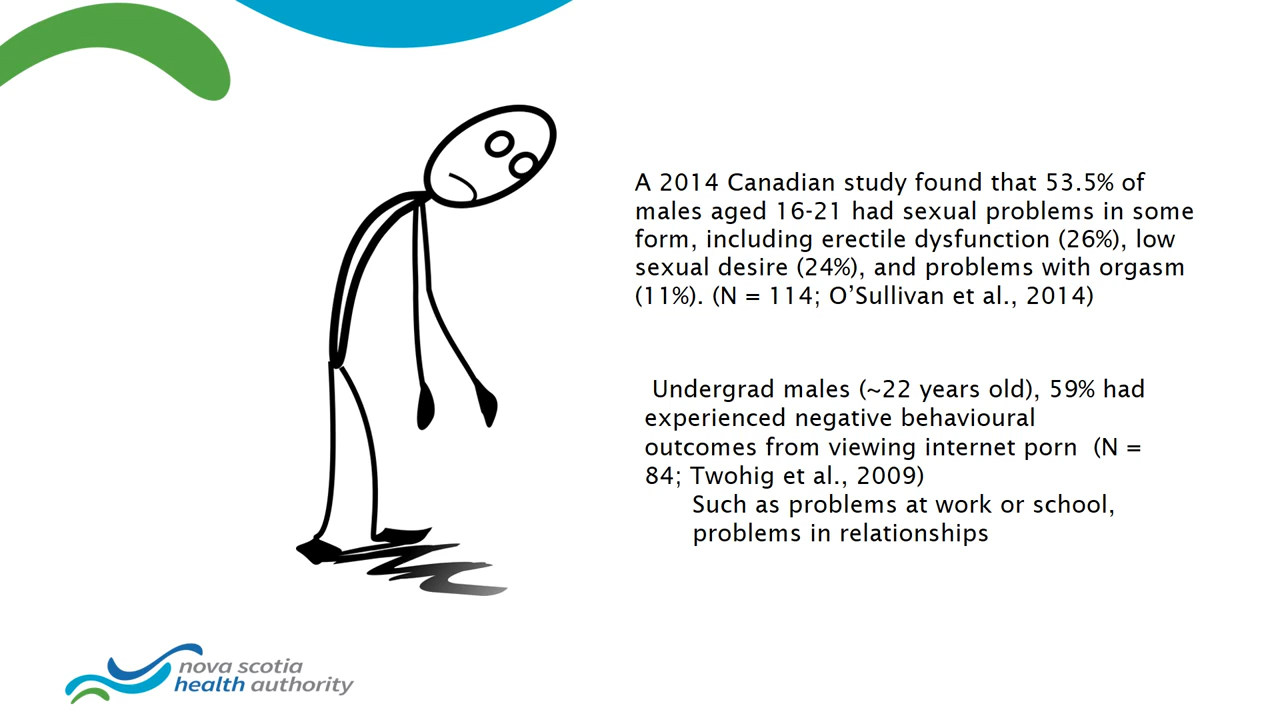 A 2014 Canadian study found that 53.5% of
males aged 16-21 had sexual problems in some
form, including erectile dysfunction (26%), low
sexual desire (24%), and problems with orgasm
(11%). (N = 114; O’Sullivan et al., 2014)
Undergrad males (~22 years old), 59% had
experienced negative behavioural
outcomes from viewing internet porn (N =
84; Twohig et al., 2009)
Such as problems at work or school,
problems in relationships
nova scotia
health authority